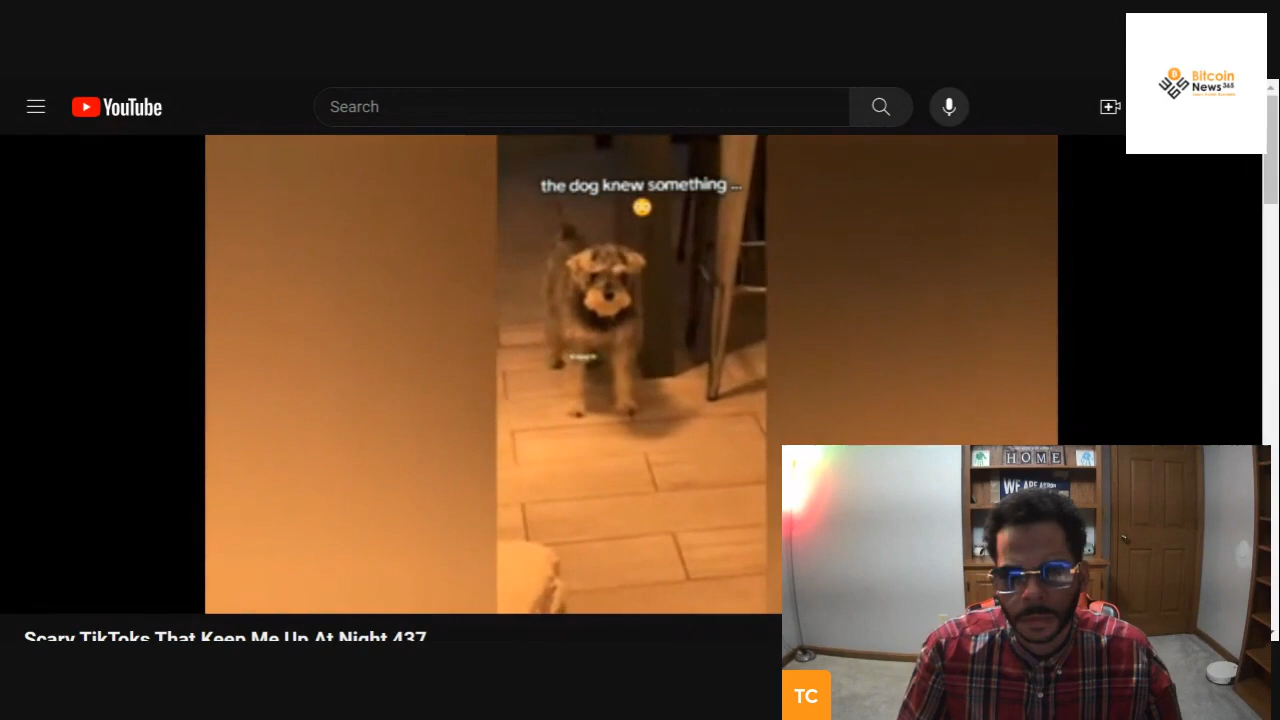 Bitcoin
News 365
YouTube
Search
the dog knew something ...
HOME
WE ARE
Scary TikToks That Keep Me Up At Night 437
TC